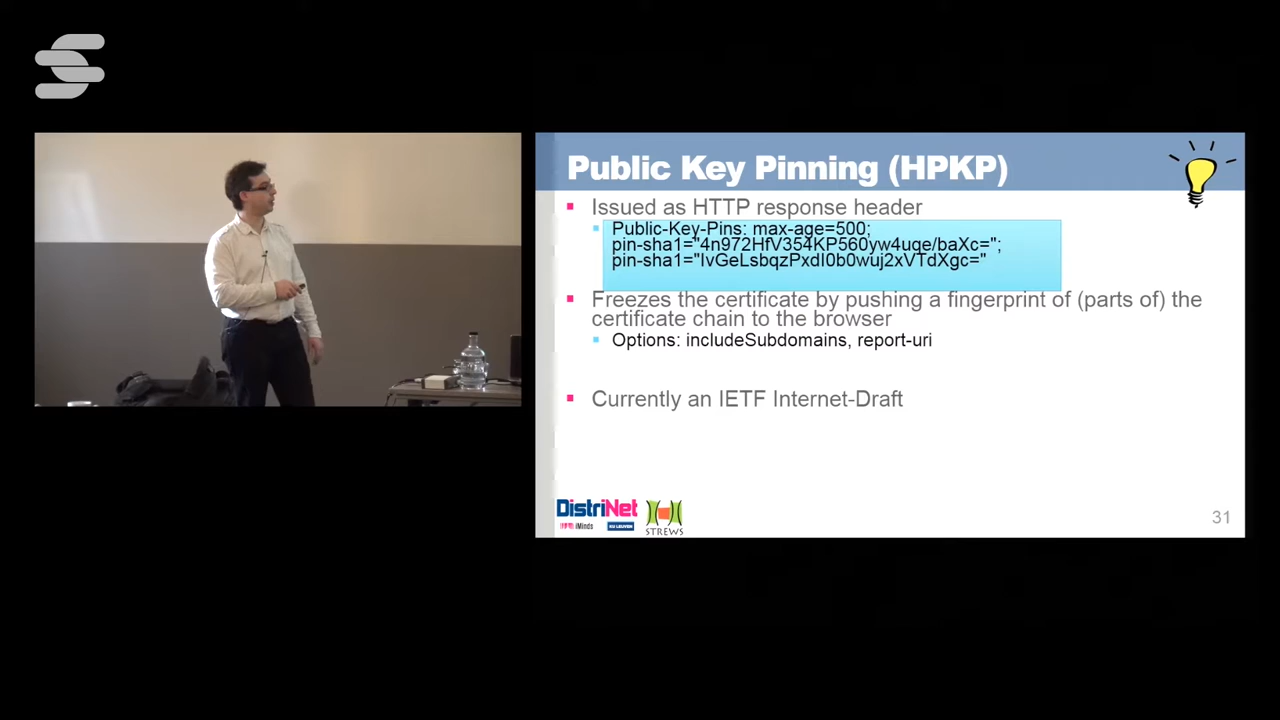 Public Key Pinning (HPKP)
Issued as HTTP response header
Public-Key-Pins: max-age=500;
pin-sha1="4n972HfV354KP560yw4uqe/baXc=";
pin-sha1="IvGeLsbqzPxdI0b0wuj2xVTdXgc="
Freezes the certificate by pushing a fingerprint of (parts of) the
certificate chain to the browser
Options: includeSubdomains, report-uri
Currently an IETF Internet-Draft
DistriNet
iMinds
KU LEUVEN
STREWS
31